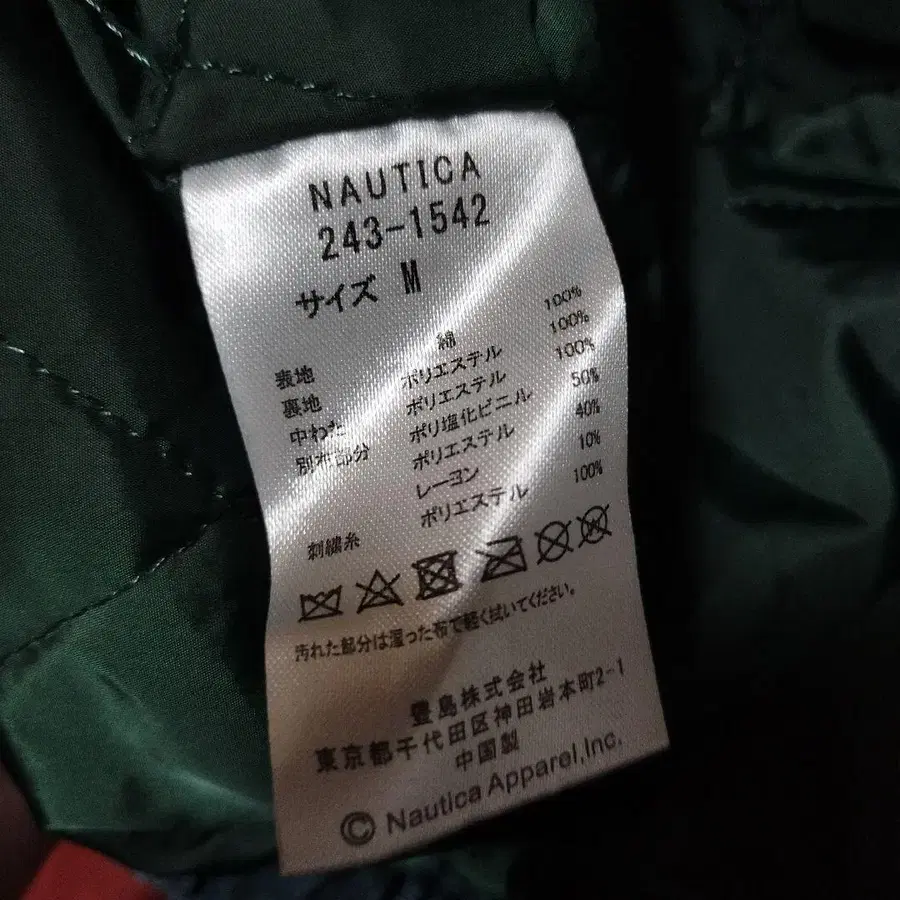 NAUTICA
243-1542
サイズ M
表地 綿 100%
裏地 ポリエステル 100%
中わた ポリエステル 100%
別布部分 ポリ塩化ビニル 50%
ポリエステル 40%
レーヨン 10%
刺繍糸 ポリエステル 100%
汚れた部分は湿った布で軽く拭いてください。
豊島株式会社
東京都千代田区神田岩本町2-1
中国製
© Nautica Apparel,Inc.